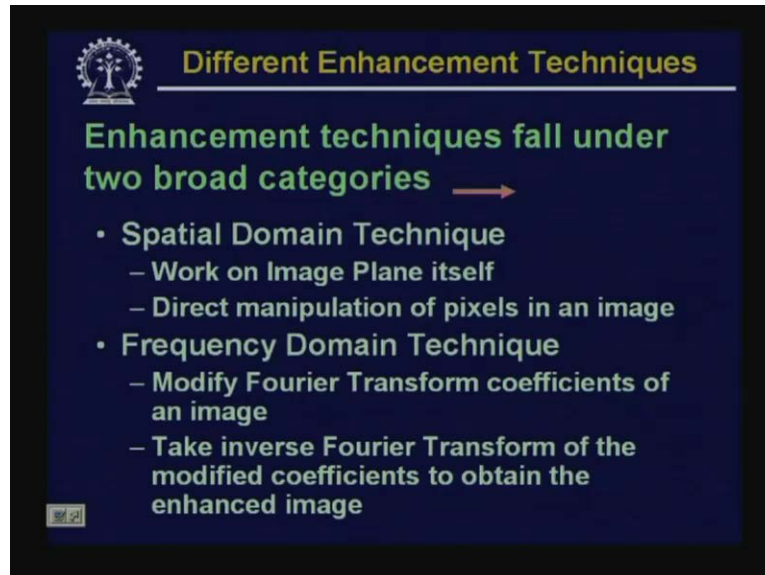 Different Enhancement Techniques
Enhancement techniques fall under
two broad categories
• Spatial Domain Technique
– Work on Image Plane itself
– Direct manipulation of pixels in an image
• Frequency Domain Technique
– Modify Fourier Transform coefficients of
an image
– Take inverse Fourier Transform of the
modified coefficients to obtain the
enhanced image